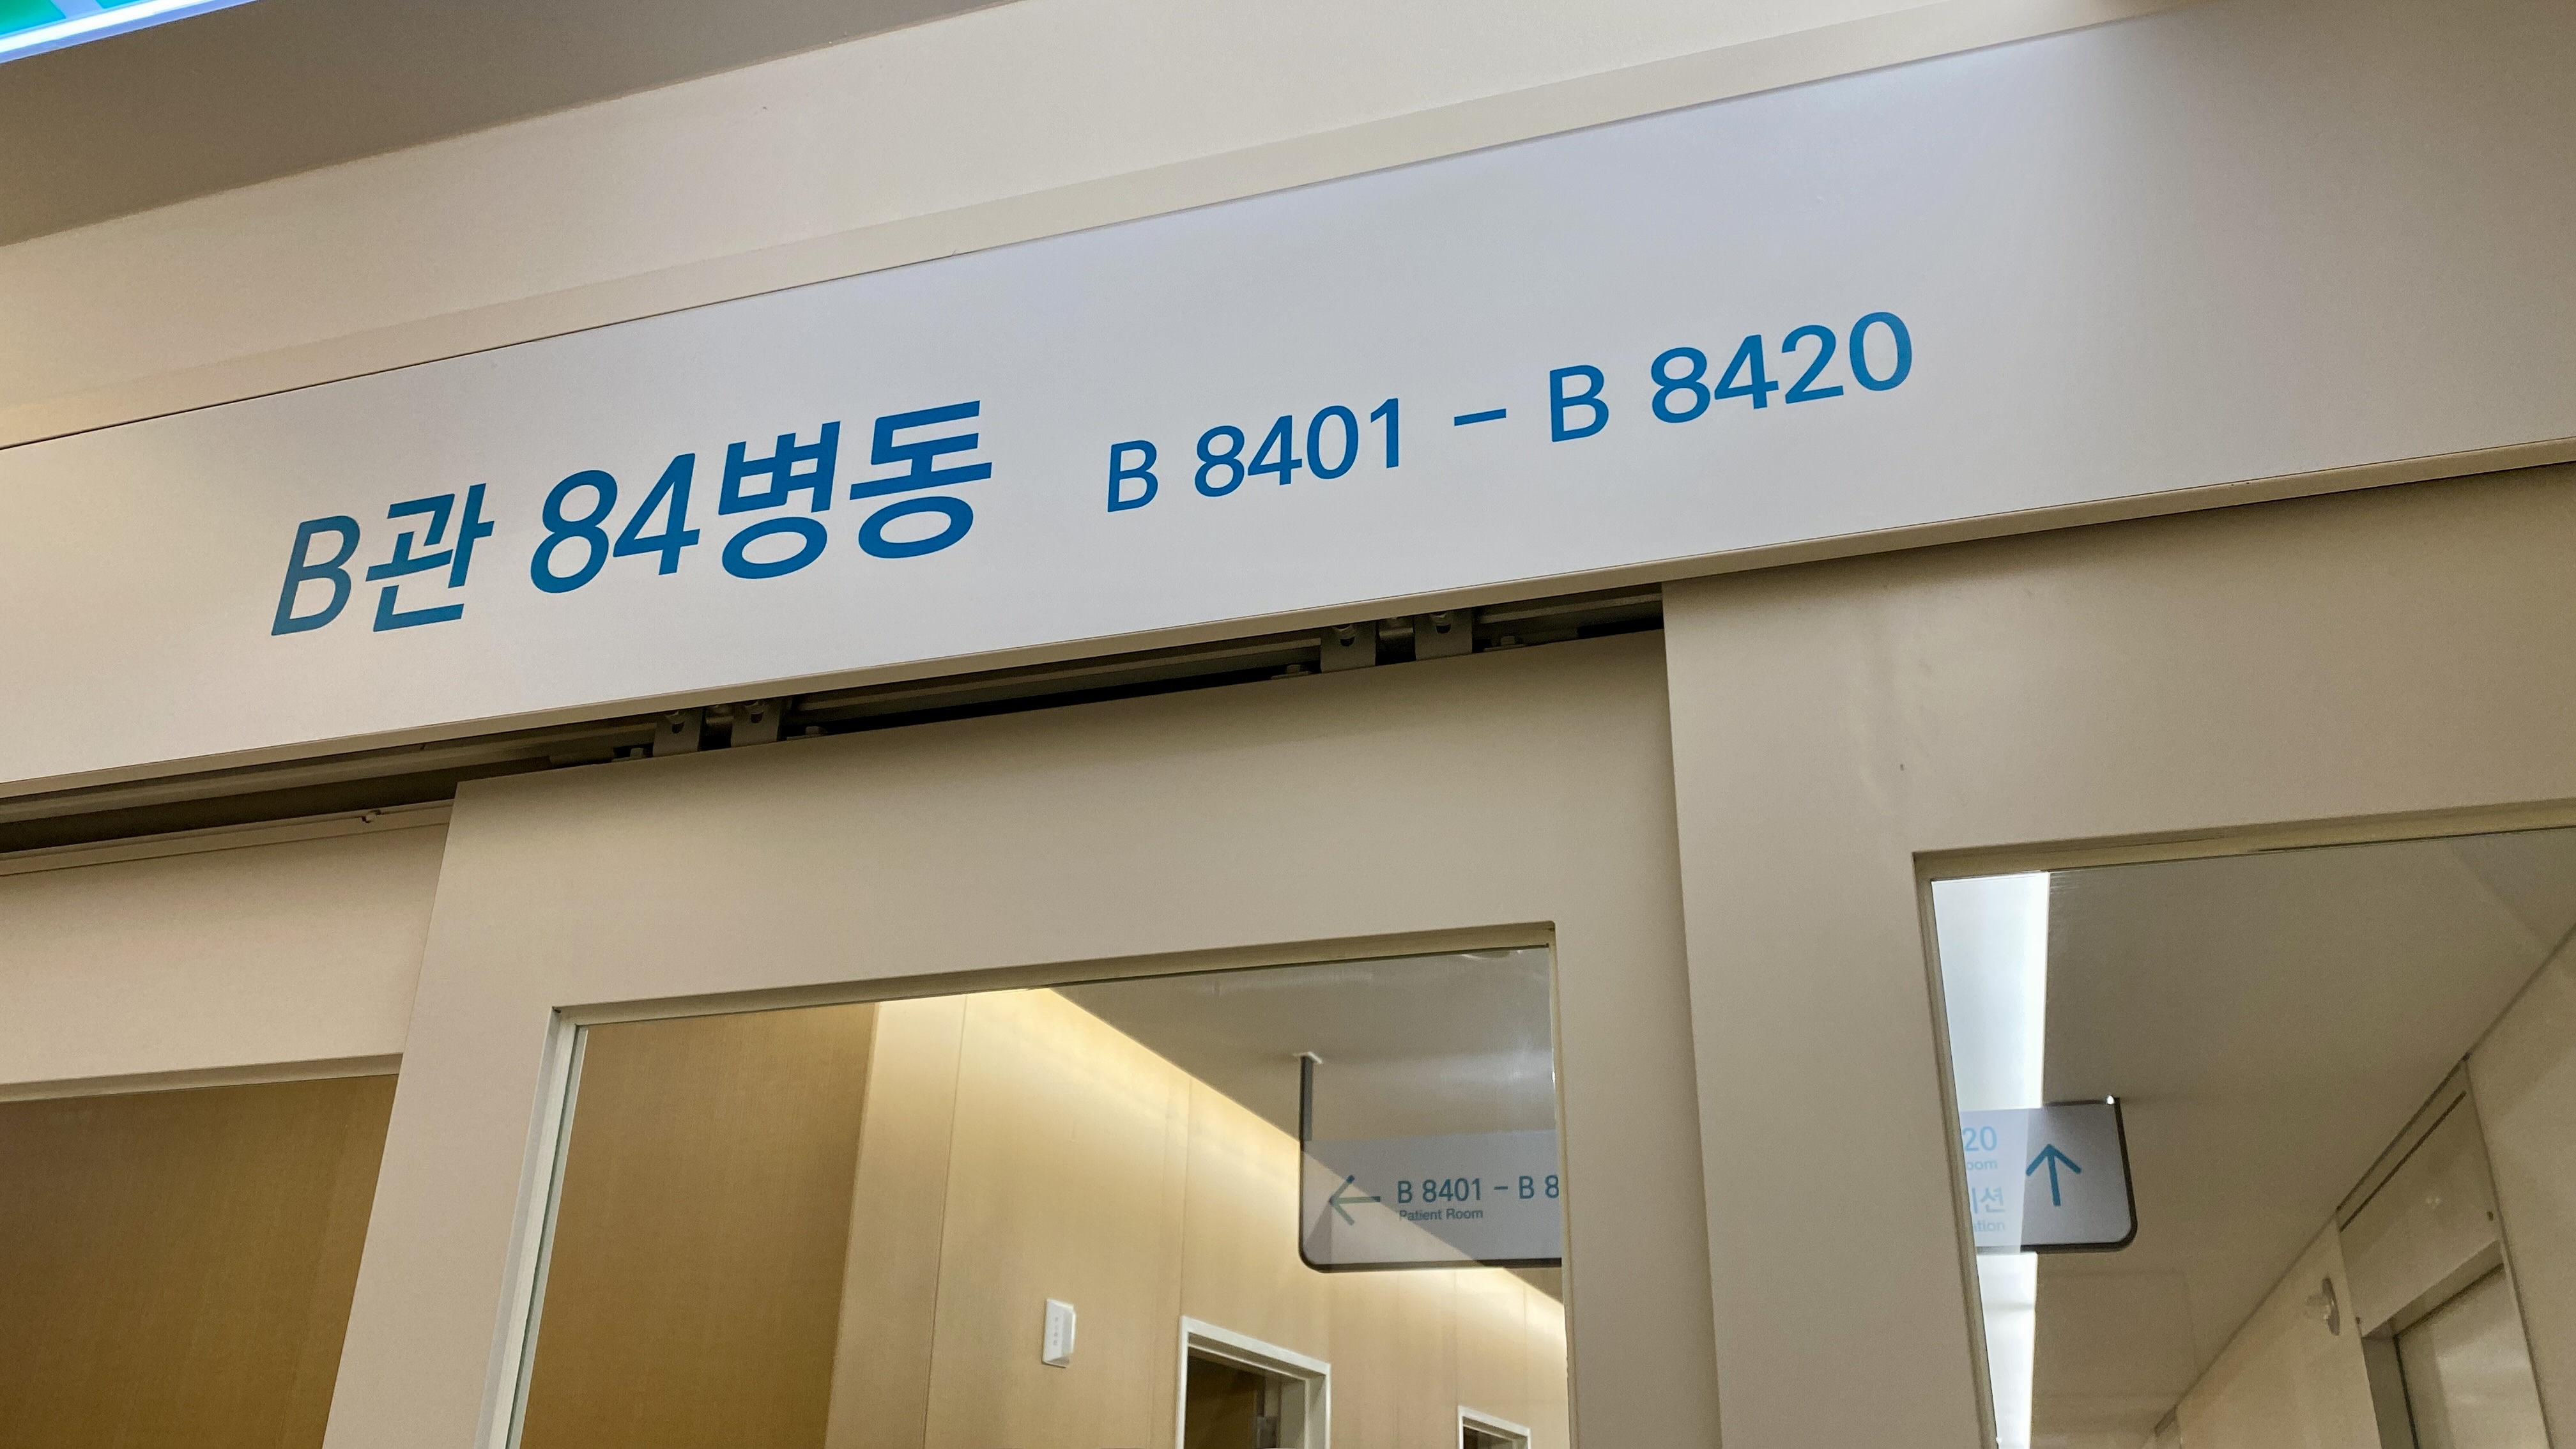 B관 84병동 B 8401 – B 8420
← B 8401 – B 8
Patient Room
20 ↑